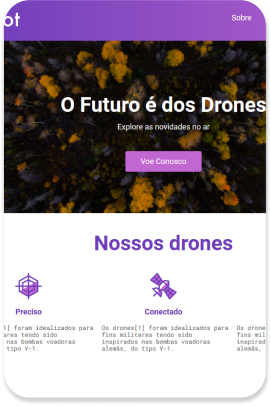 ot
Sobre
O Futuro é dos Drones
Explore as novidades no ar
Voe Conosco
Nossos drones
Preciso
Conectado
[1] foram idealizados para
ares tendo sido
nas bombas voadoras
tipo V-1.
Os drones[1] foram idealizados para
fins militares tendo sido
inspirados nas bombas voadoras
alemãs, do tipo V-1.
Os drones
fins mili
inspirad
alemãs,